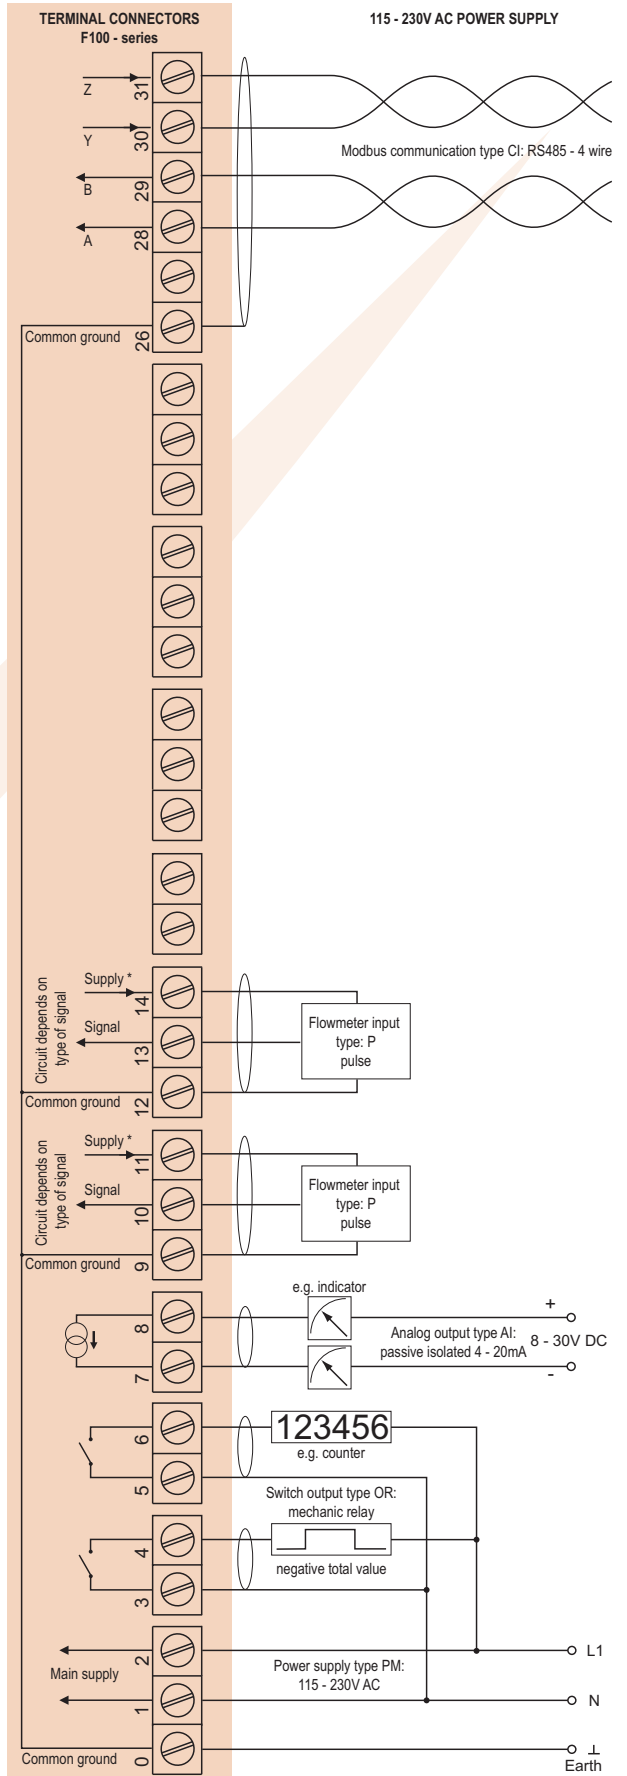 TERMINAL CONNECTORS
F100 - series
115 - 230V AC POWER SUPPLY
Z
31
Y
30
Modbus communication type CI: RS485 - 4 wire
B
29
A
28
Common ground
26
Circuit depends on
type of signal
Supply *
14
Signal
13
Common ground
12
Flowmeter input
type: P
pulse
Circuit depends on
type of signal
Supply *
11
Signal
10
Common ground
9
Flowmeter input
type: P
pulse
e.g. indicator
8
7
Analog output type AI:
passive isolated 4 - 20mA
+
8 - 30V DC
-
6
123456
e.g. counter
5
Switch output type OR:
mechanic relay
4
negative total value
3
2
L1
Main supply
Power supply type PM:
115 - 230V AC
1
N
Common ground
0
Earth